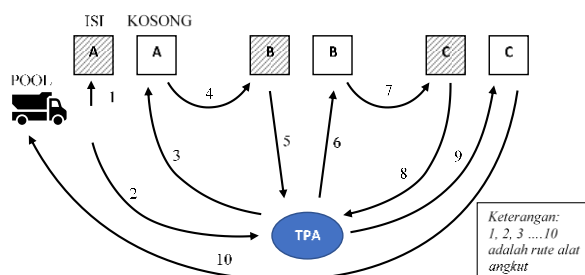 ISI KOSONG
A A B B C C
POOL
1 4 7
2 3 5 6 8 9
TPA
10
Keterangan:
1, 2, 3 ....10
adalah rute alat
angkut